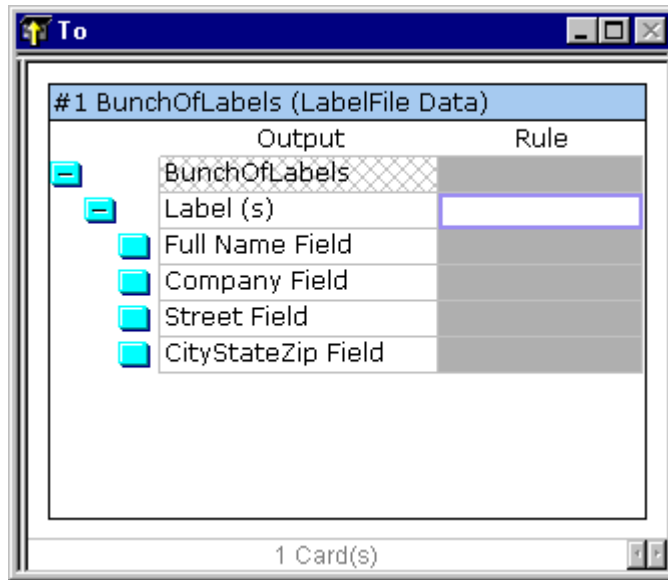 To
#1 BunchOfLabels (LabelFile Data)
Output Rule
BunchOfLabels
Label (s)
Full Name Field
Company Field
Street Field
CityStateZip Field
1 Card(s)